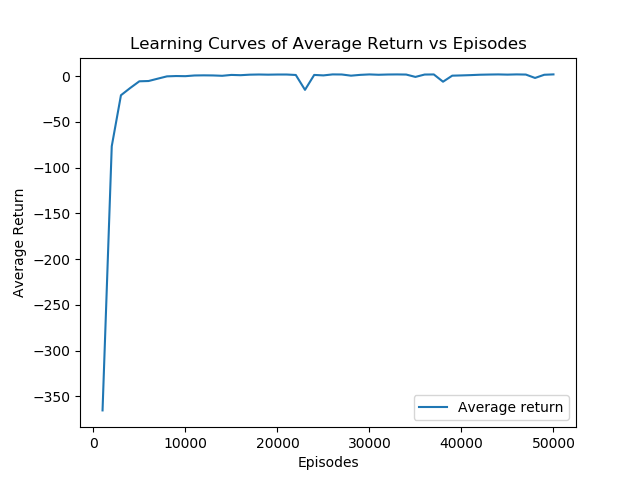 Learning Curves of Average Return vs Episodes
0
−50
−100
−150
−200
−250
−300
−350
Average Return
Average return
0 10000 20000 30000 40000 50000
Episodes